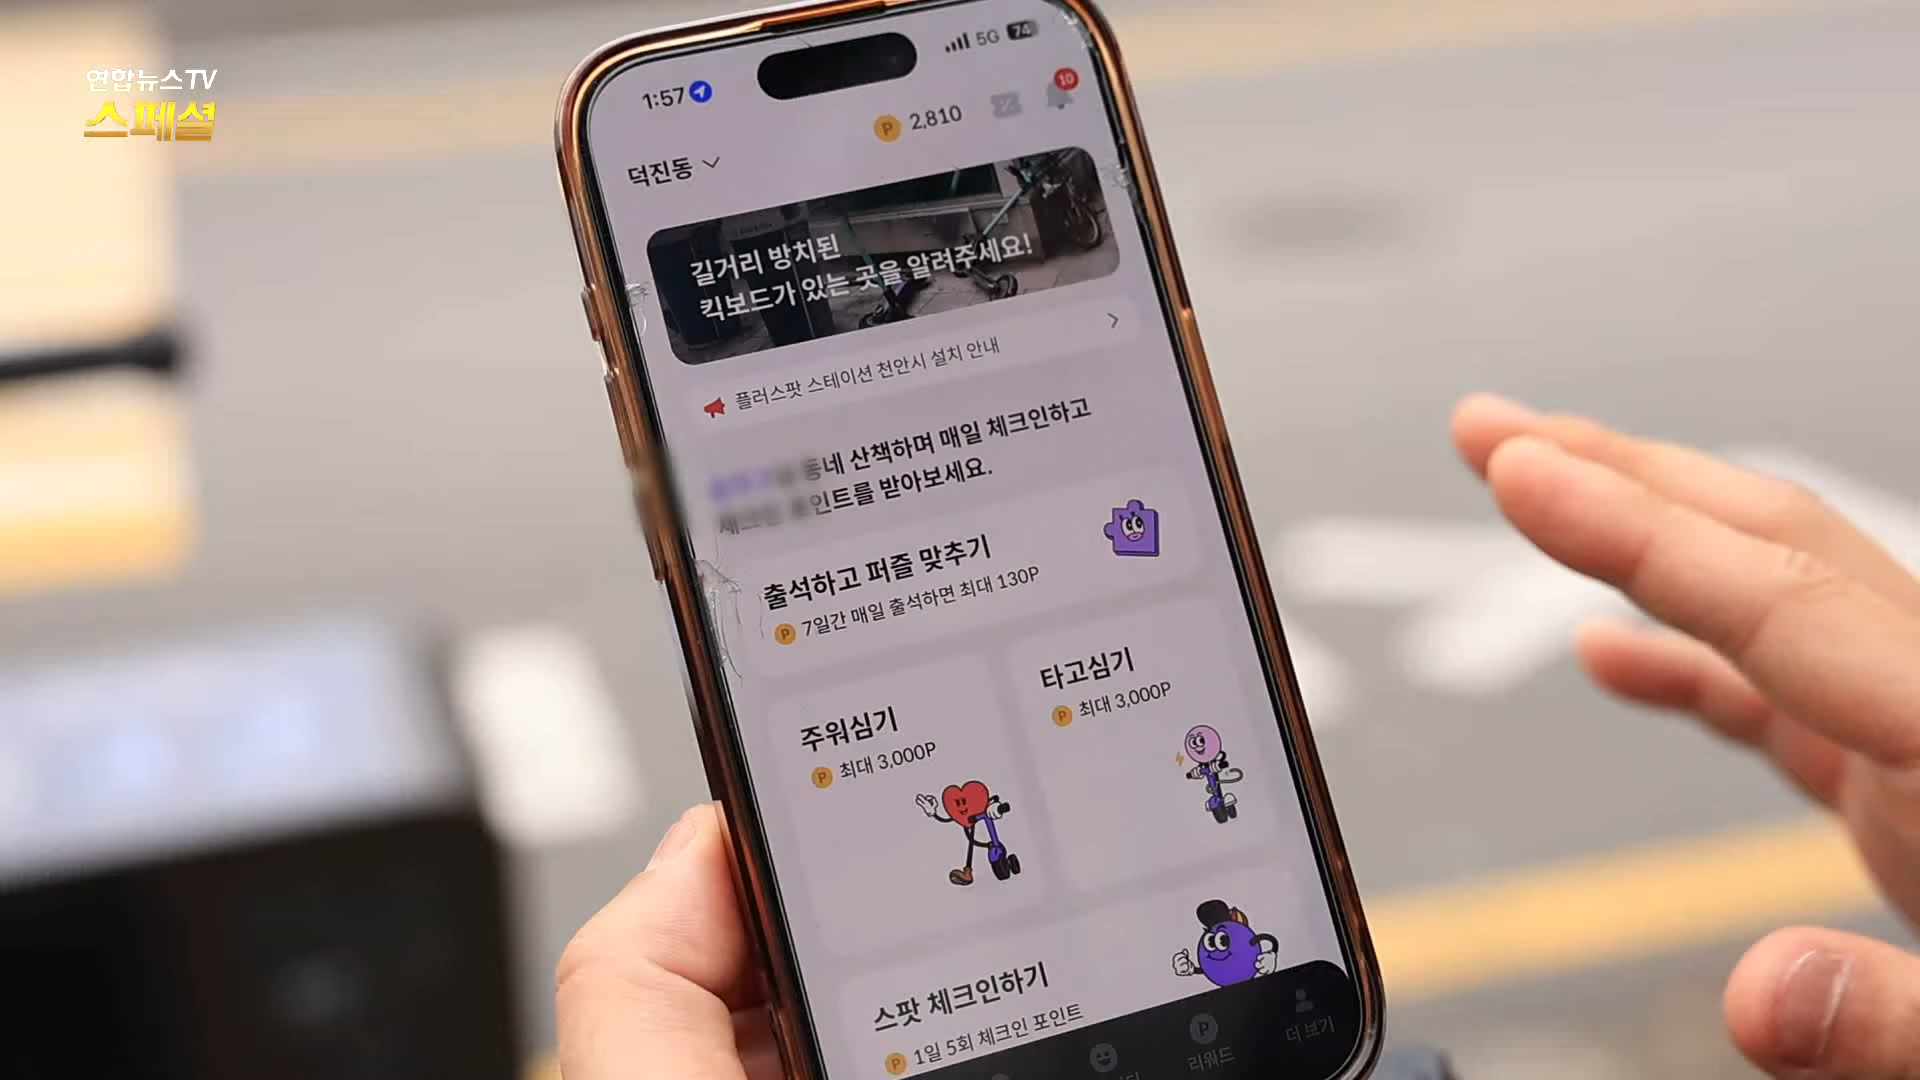 연합뉴스TV
스페셜
1:57
5G
74
2,810
10
덕진동
길거리 방치된
킥보드가 있는 곳을 알려주세요!
플러스팟 스테이션 천안시 설치 안내
네 산책하며 매일 체크인하고
인트를 받아보세요.
출석하고 퍼즐 맞추기
P 7일간 매일 출석하면 최대 130P
주워심기
P 최대 3,000P
타고심기
P 최대 3,000P
스팟 체크인하기
P 1일 5회 체크인 포인트
P
리워드
더 보기